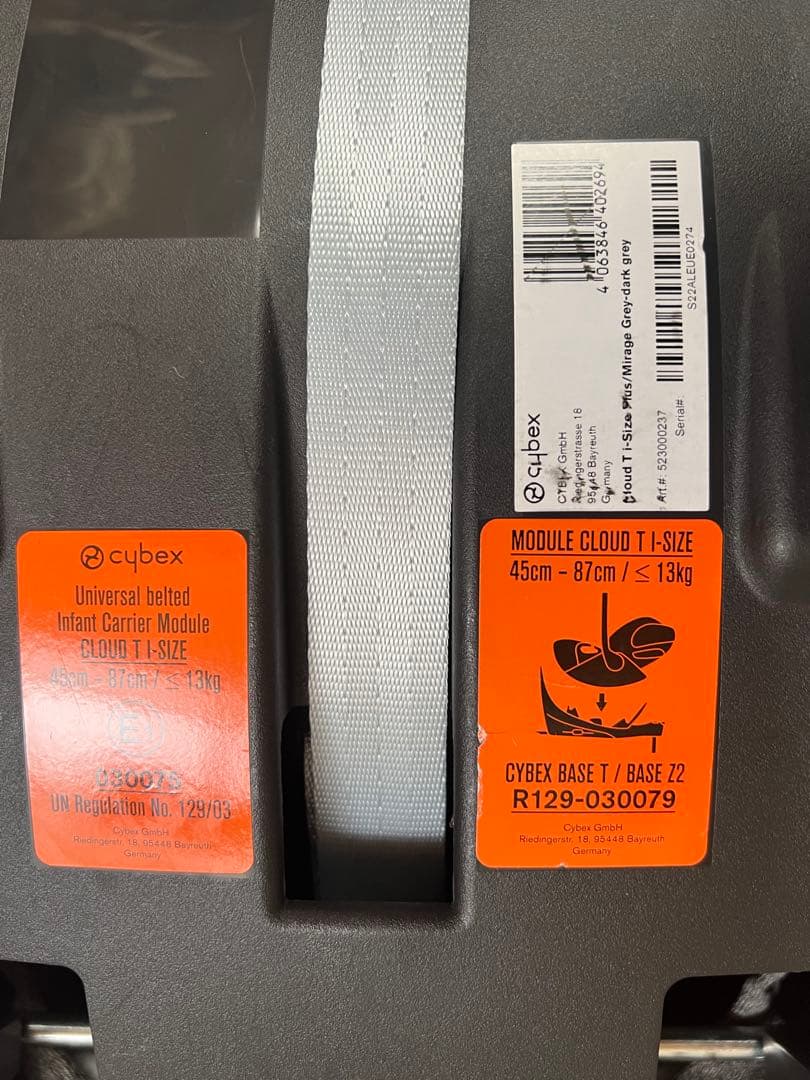 cybex
Universal belted
Infant Carrier Module
CLOUD T I-SIZE
45cm – 87cm / ≤ 13kg
E1
UN Regulation No. 129/03
Cybex GmbH
Riedingerstr. 18, 95448 Bayreuth
Germany
cybex
CYBEX GmbH
Riedingerstrasse 18
95448 Bayreuth
Germany
Cloud T i-Size Plus/Mirage Grey-dark grey
4 063846 402694
Art.#: 523000237
Serial#:
S22ALEUE0274
MODULE CLOUD T I-SIZE
45cm – 87cm / ≤ 13kg
CYBEX BASE T / BASE Z2
R129-030079
Cybex GmbH
Riedingerstr. 18, 95448 Bayreuth
Germany